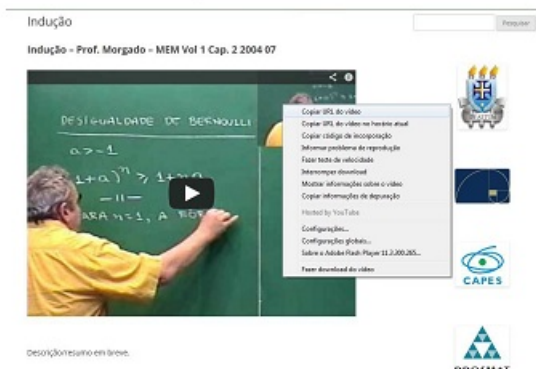 Indução
Pesquisar
Indução – Prof. Morgado – MEM Vol 1 Cap. 2 2004 07
DESIGUALDADE DE BERNOULLI
a>-1
(1+a)ⁿ ≥ 1+na
PARA n=1, A
Copiar URL do vídeo
Copiar URL do vídeo no horário atual
Copiar código de incorporação
Informar problema de reprodução
Fazer teste de velocidade
Interromper download
Mostrar informações sobre o vídeo
Copiar informações de depuração
Hosted by YouTube
Configurações...
Configurações globais...
Sobre o Adobe Flash Player 11.3.300.265...
Fazer download do vídeo
CAPES
PROFMAT
Descrição/resumo em breve.